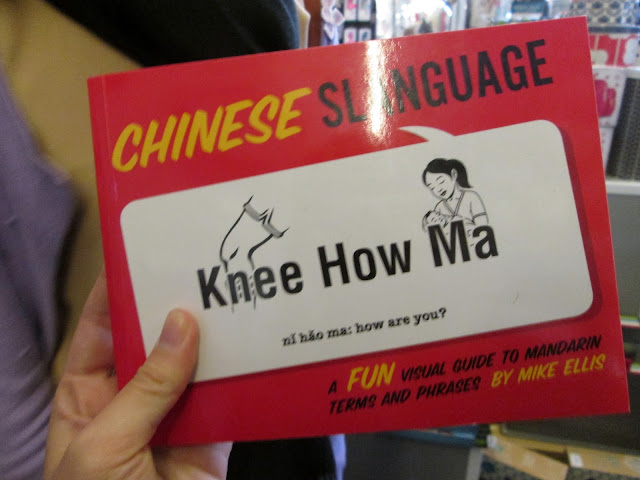 CHINESE SLANGUAGE
Knee How Ma
nǐ hǎo ma: how are you?
A FUN VISUAL GUIDE TO MANDARIN
TERMS AND PHRASES BY MIKE ELLIS